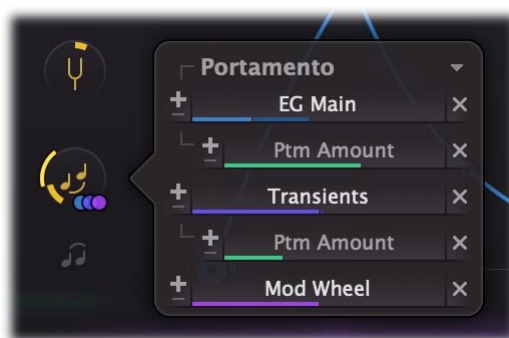 Portamento
EG Main
Ptm Amount
Transients
Ptm Amount
Mod Wheel